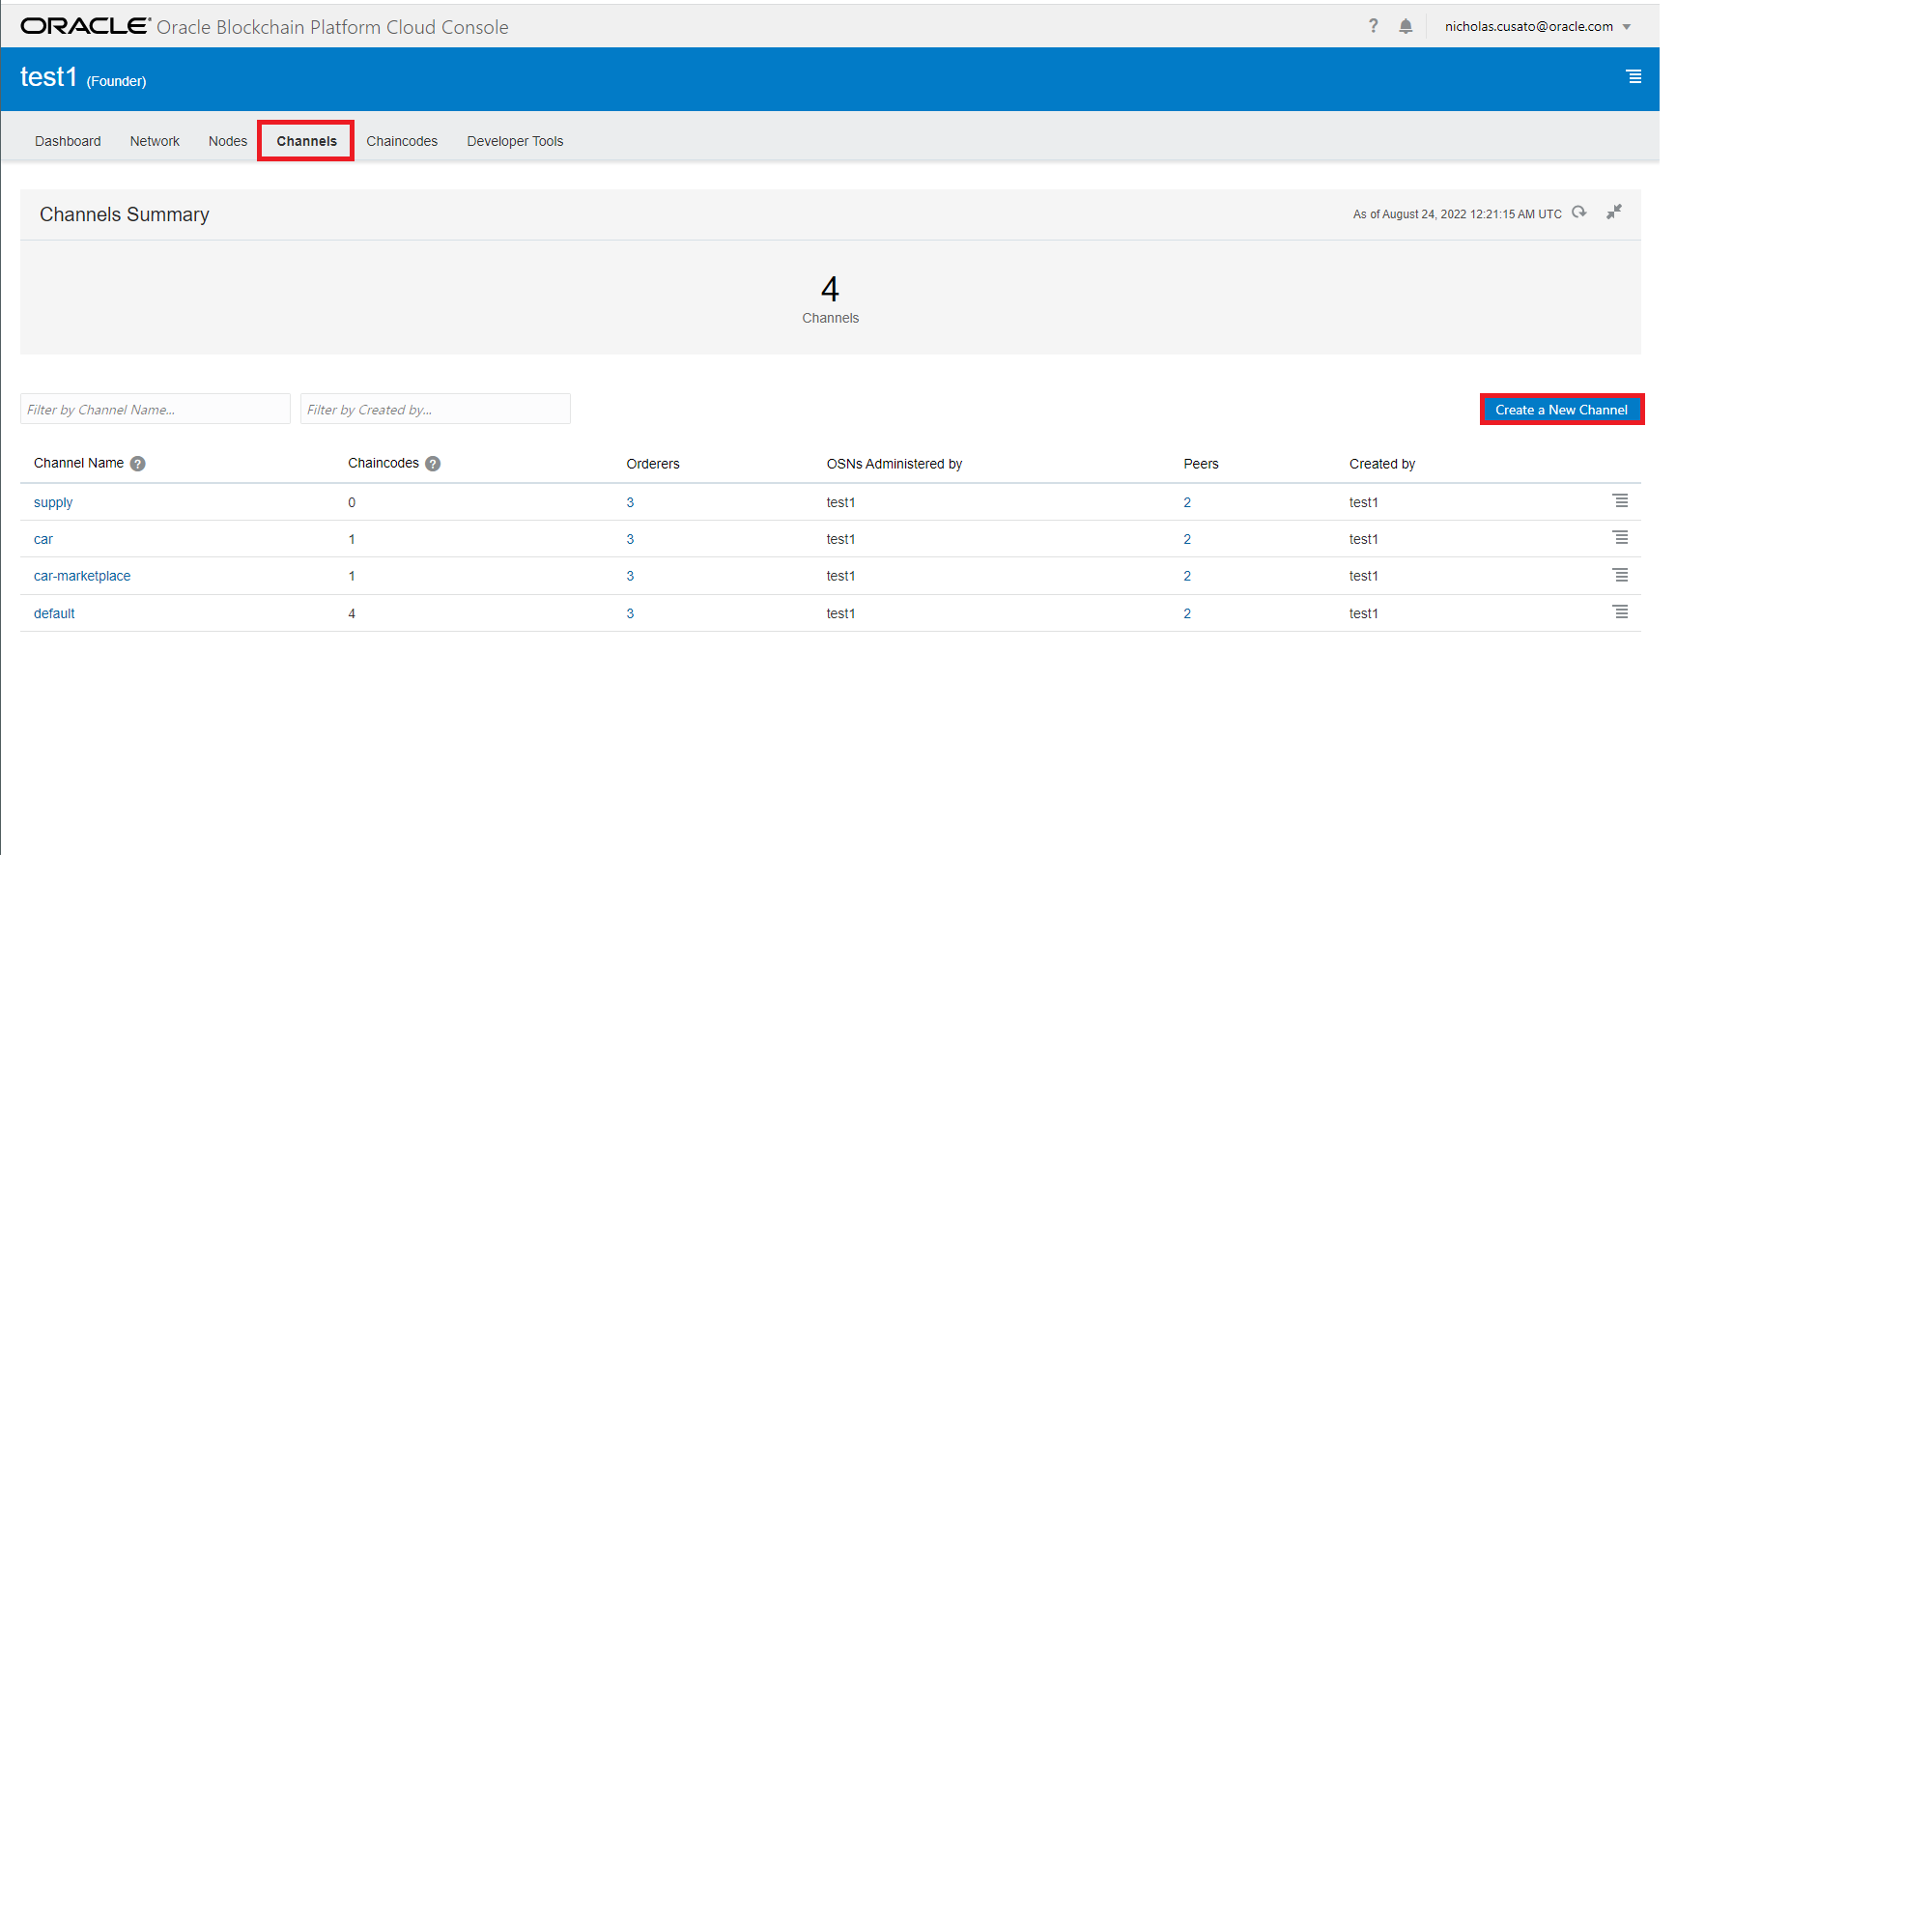 ORACLE® Oracle Blockchain Platform Cloud Console ? nicholas.cusato@oracle.com
test1 (Founder)
Dashboard Network Nodes Channels Chaincodes Developer Tools
Channels Summary As of August 24, 2022 12:21:15 AM UTC
4
Channels
Filter by Channel Name... Filter by Created by... Create a New Channel
Channel Name ? Chaincodes ? Orderers OSNs Administered by Peers Created by
supply 0 3 test1 2 test1
car 1 3 test1 2 test1
car-marketplace 1 3 test1 2 test1
default 4 3 test1 2 test1